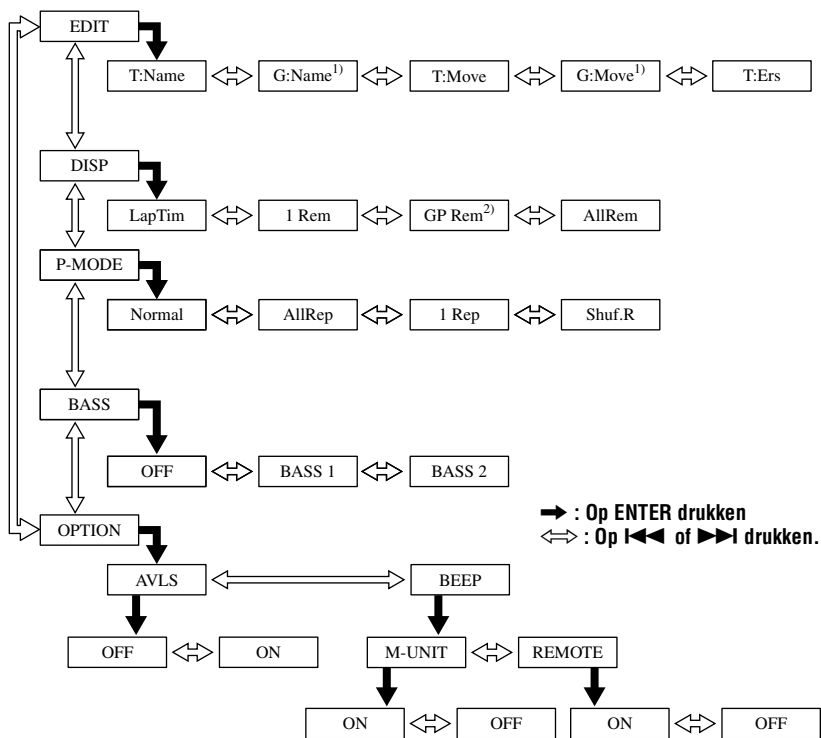 EDIT
T:Name G:Name1) T:Move G:Move1) T:Ers
DISP
LapTim 1 Rem GP Rem2) AllRem
P-MODE
Normal AllRep 1 Rep Shuf.R
BASS
OFF BASS 1 BASS 2
: Op ENTER drukken
OPTION
: Op of drukken.
AVLS BEEP
OFF ON M-UNIT REMOTE
ON OFF ON OFF